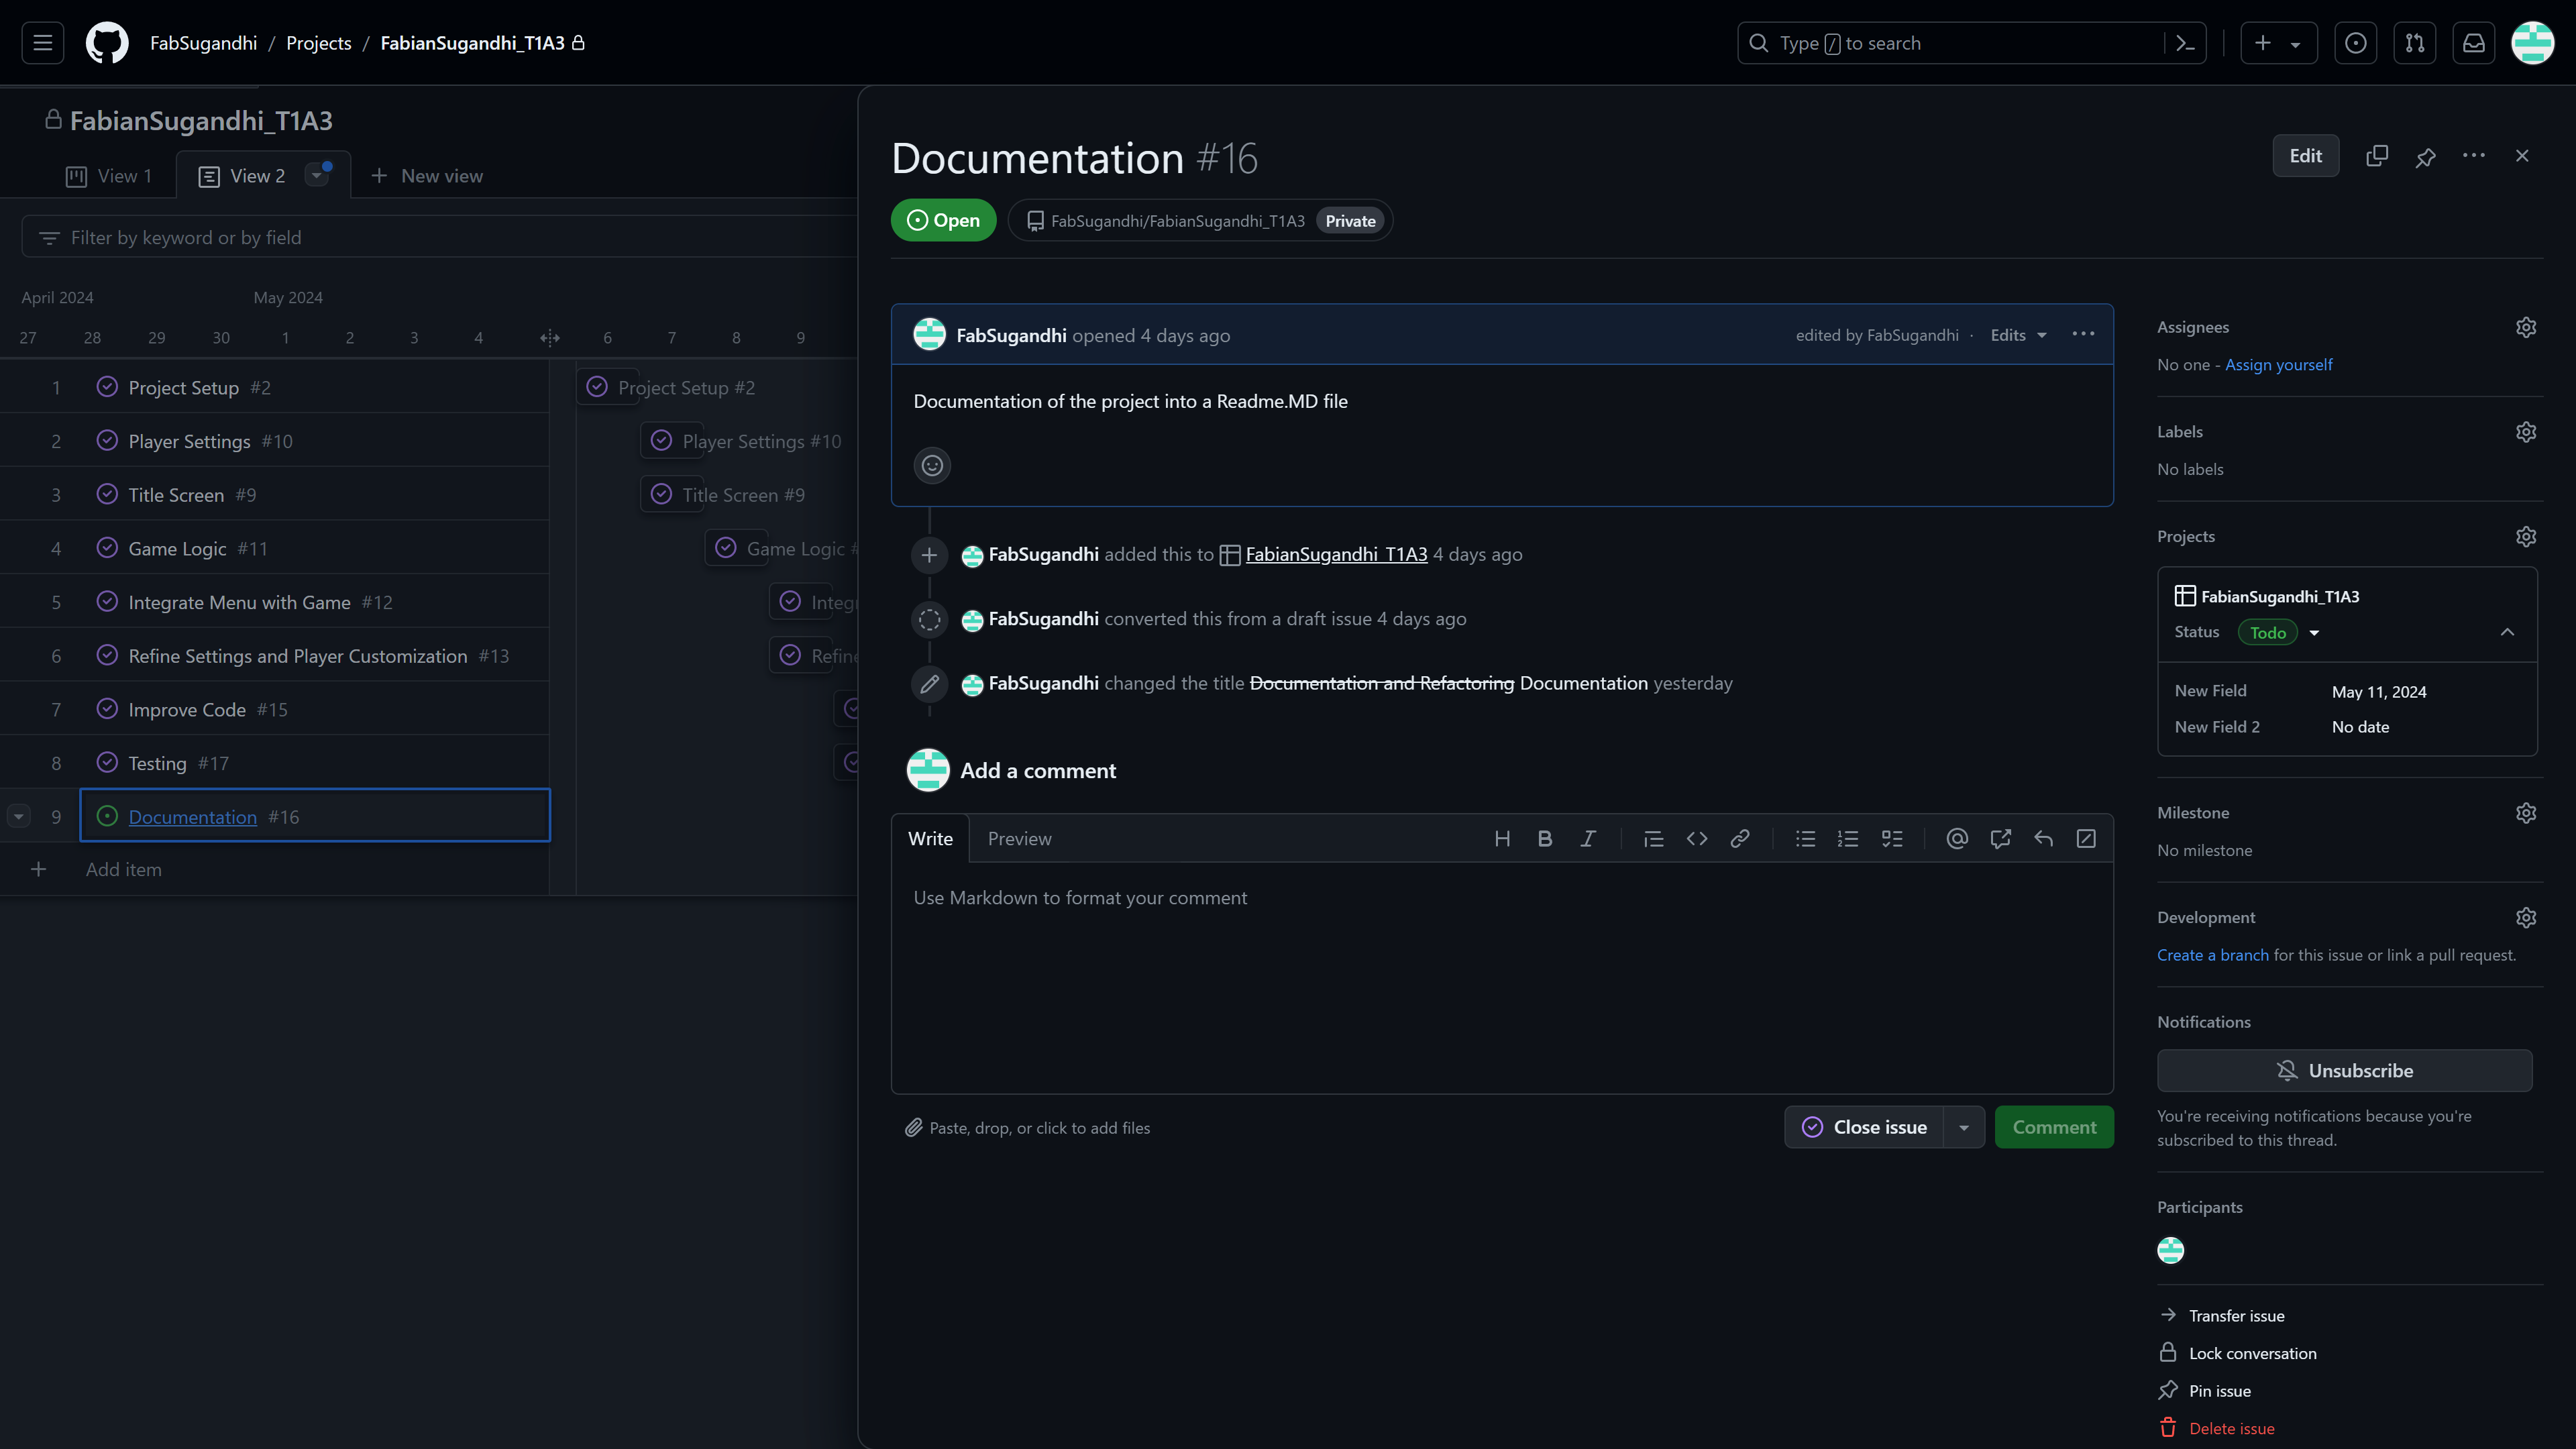 FabSugandhi / Projects / FabianSugandhi_T1A3
Type / to search
FabianSugandhi_T1A3
View 1
View 2
New view
Filter by keyword or by field
April 2024 May 2024
27 28 29 30 1 2 3 4 6 7 8 9
1 Project Setup #2 Project Setup #2
2 Player Settings #10 Player Settings #10
3 Title Screen #9 Title Screen #9
4 Game Logic #11 Game Logic #
5 Integrate Menu with Game #12 Integ
6 Refine Settings and Player Customization #13 Refine
7 Improve Code #15
8 Testing #17
9 Documentation #16
Add item
Documentation #16
Edit
Open
FabSugandhi/FabianSugandhi_T1A3 Private
FabSugandhi opened 4 days ago
edited by FabSugandhi · Edits
Documentation of the project into a Readme.MD file
FabSugandhi added this to FabianSugandhi_T1A3 4 days ago
FabSugandhi converted this from a draft issue 4 days ago
FabSugandhi changed the title Documentation and Refactoring Documentation yesterday
Add a comment
Write Preview
Use Markdown to format your comment
Paste, drop, or click to add files
Close issue
Comment
Assignees
No one - Assign yourself
Labels
No labels
Projects
FabianSugandhi_T1A3
Status Todo
New Field May 11, 2024
New Field 2 No date
Milestone
No milestone
Development
Create a branch for this issue or link a pull request.
Notifications
Unsubscribe
You're receiving notifications because you're
subscribed to this thread.
Participants
Transfer issue
Lock conversation
Pin issue
Delete issue